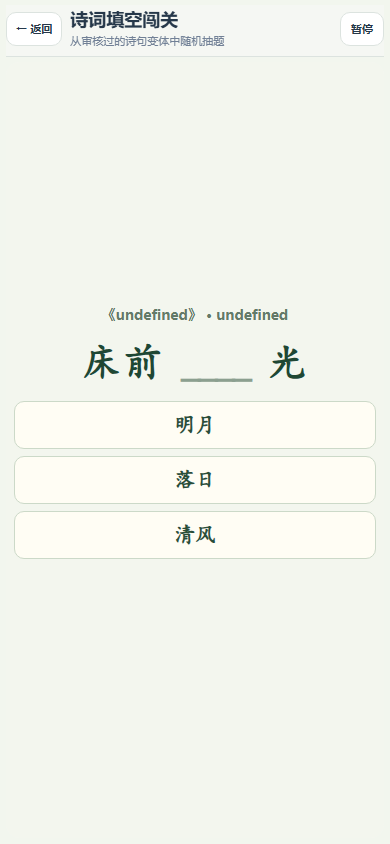 ← 返回
诗词填空闯关
从审核过的诗句变体中随机抽题
暂停
《undefined》 • undefined
床前 ____ 光
明月
落日
清风